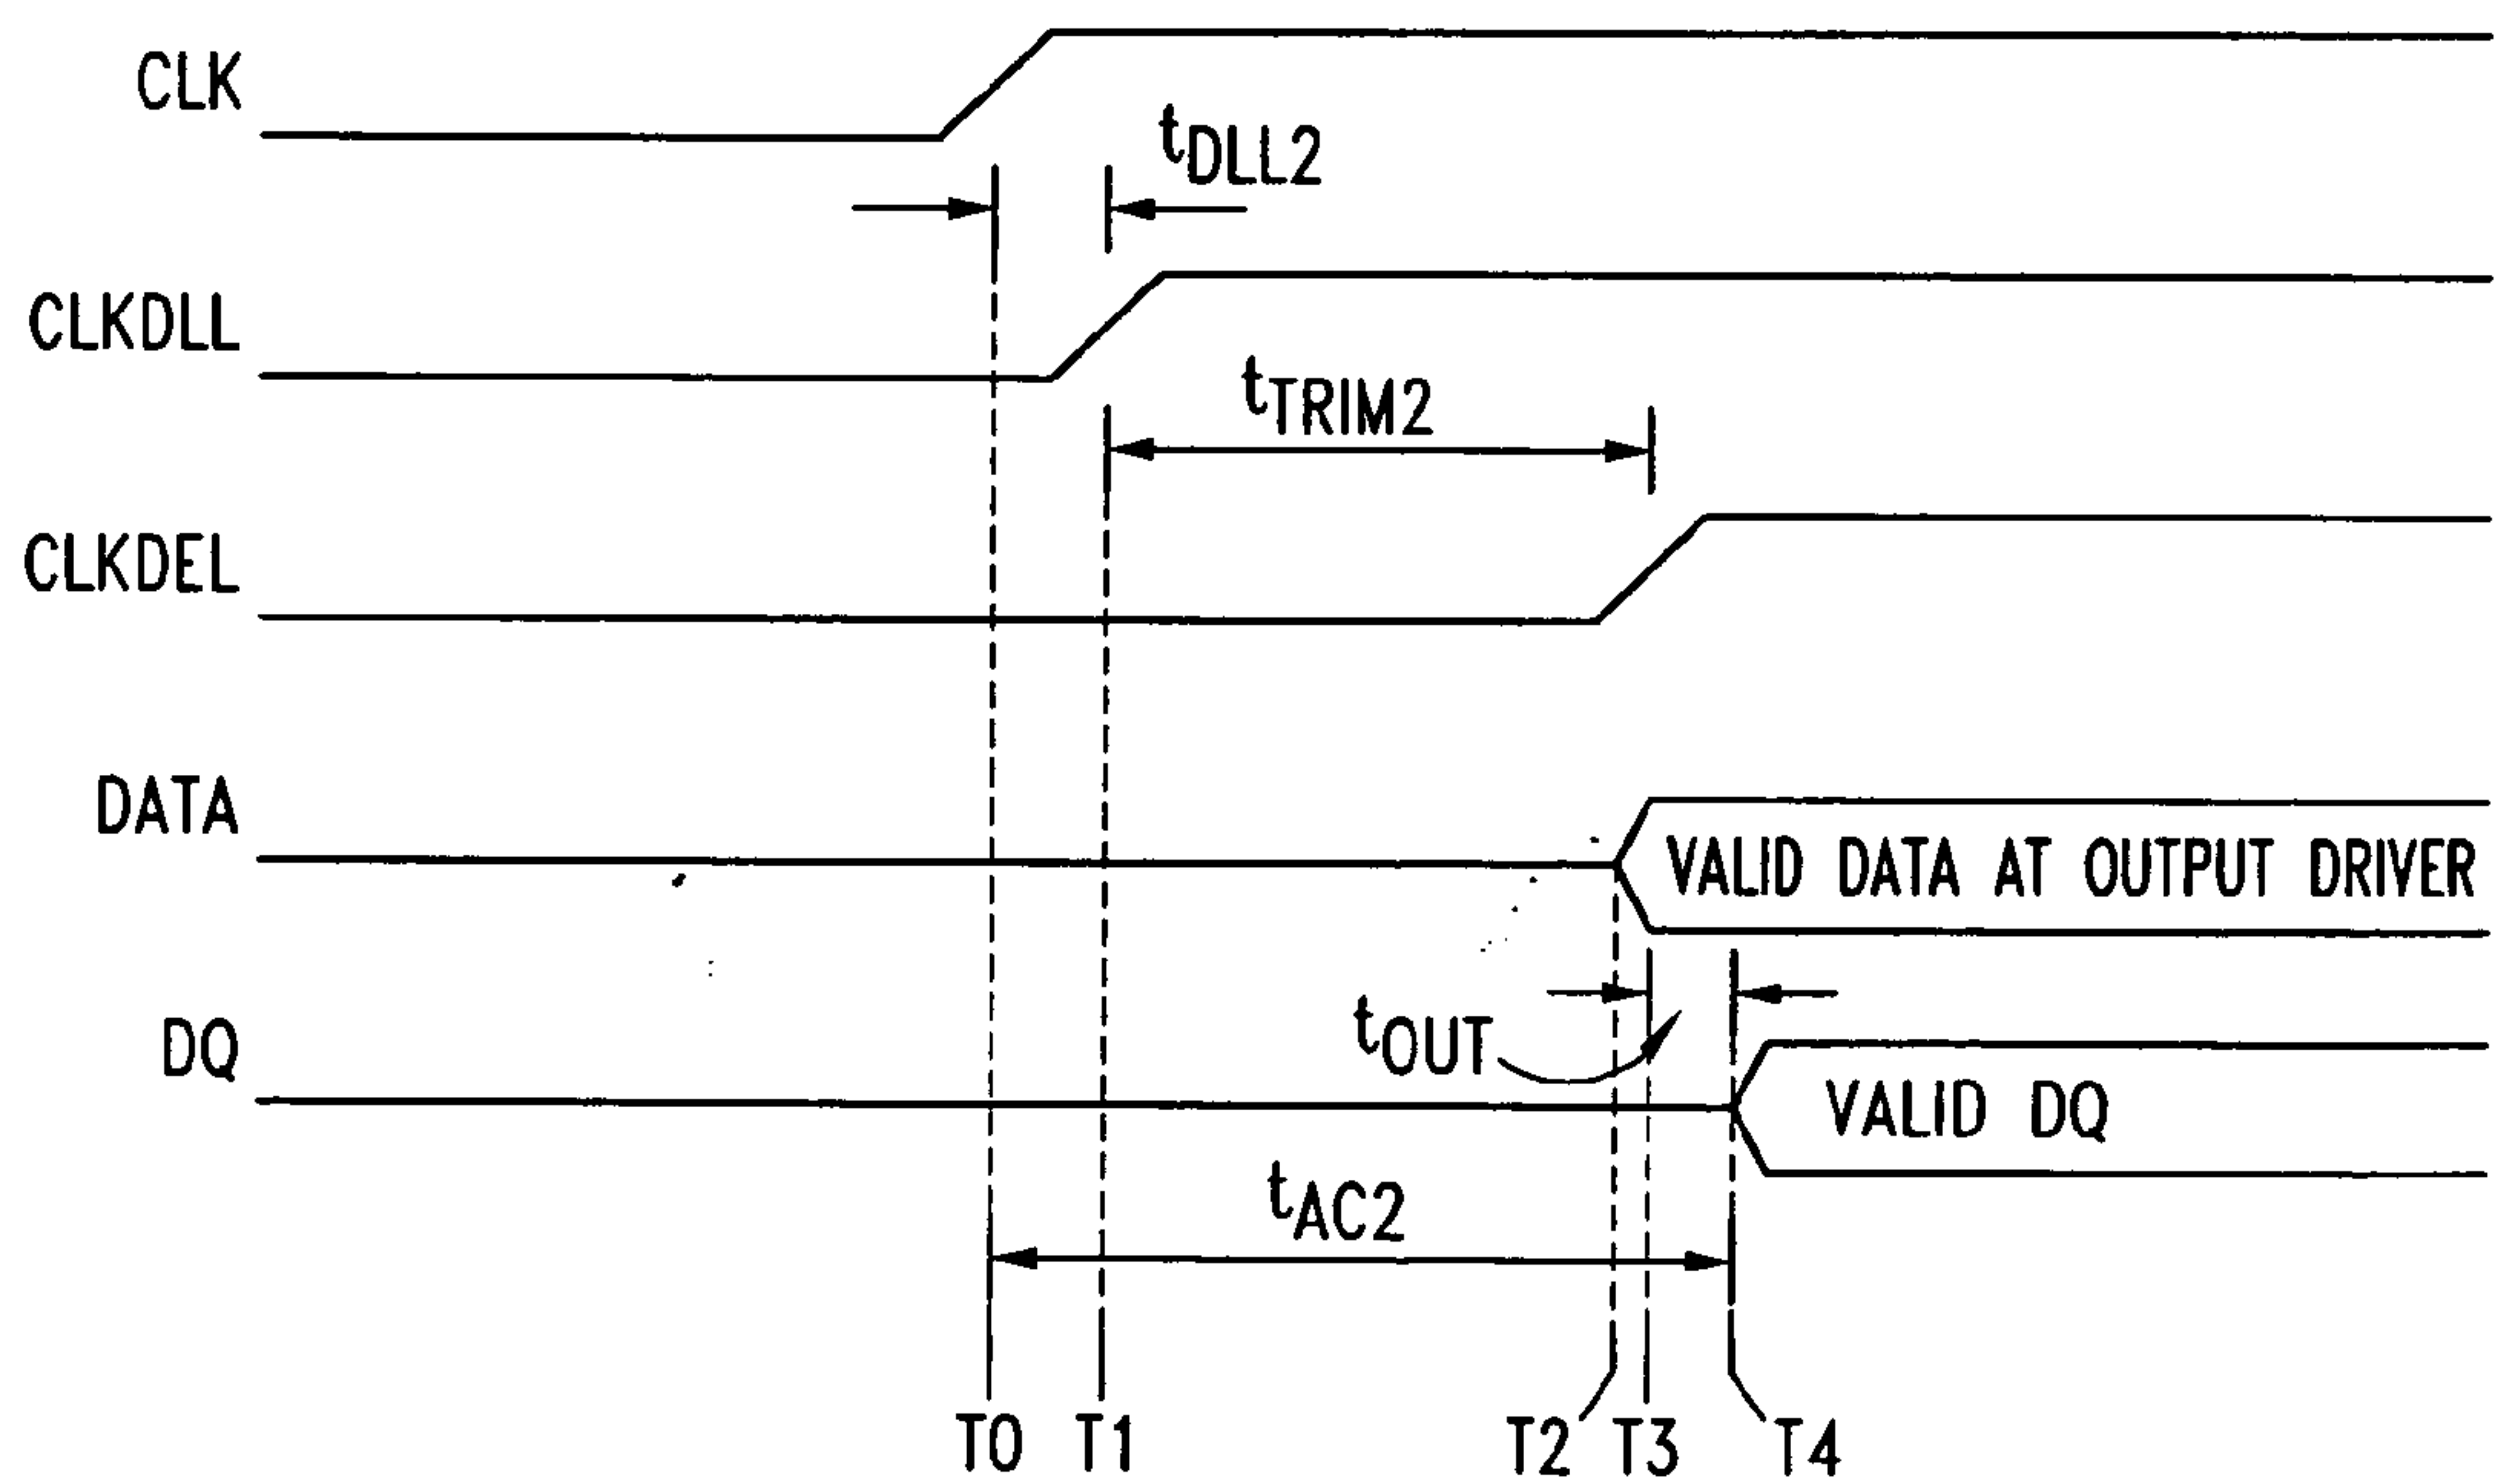 CLK
tDLL2
CLKDLL
tTRIM2
CLKDEL
DATA
VALID DATA AT OUTPUT DRIVER
tOUT
DQ
VALID DQ
tAC2
T0 T1 T2 T3 T4